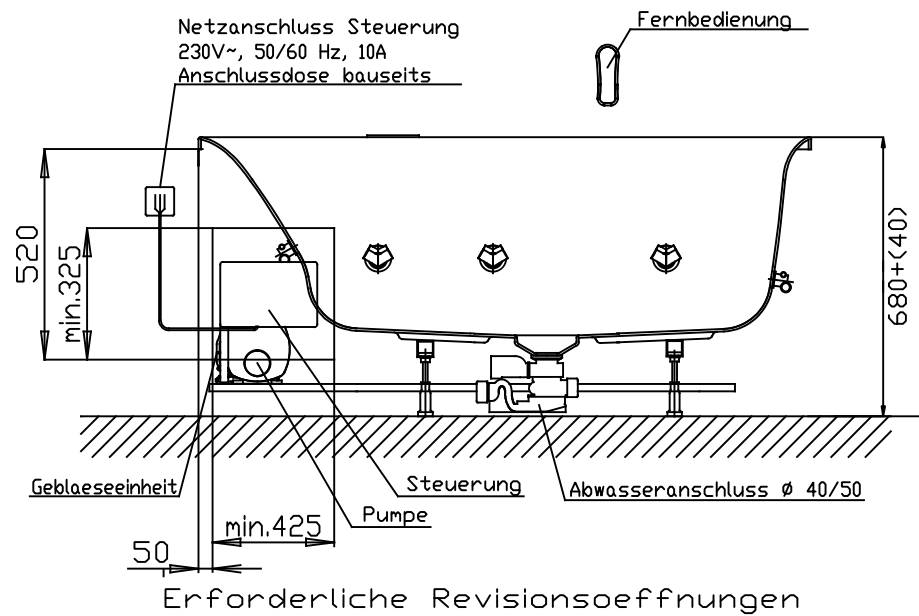 Netzanschluss Steuerung
230V~, 50/60 Hz, 10A
Anschlussdose bauseits
Fernbedienung
520
min.325
680+(40)
Geblaeseeinheit
Steuerung
Abwasseranschluss ø 40/50
Pumpe
min.425
50
Erforderliche Revisionsoeffnungen